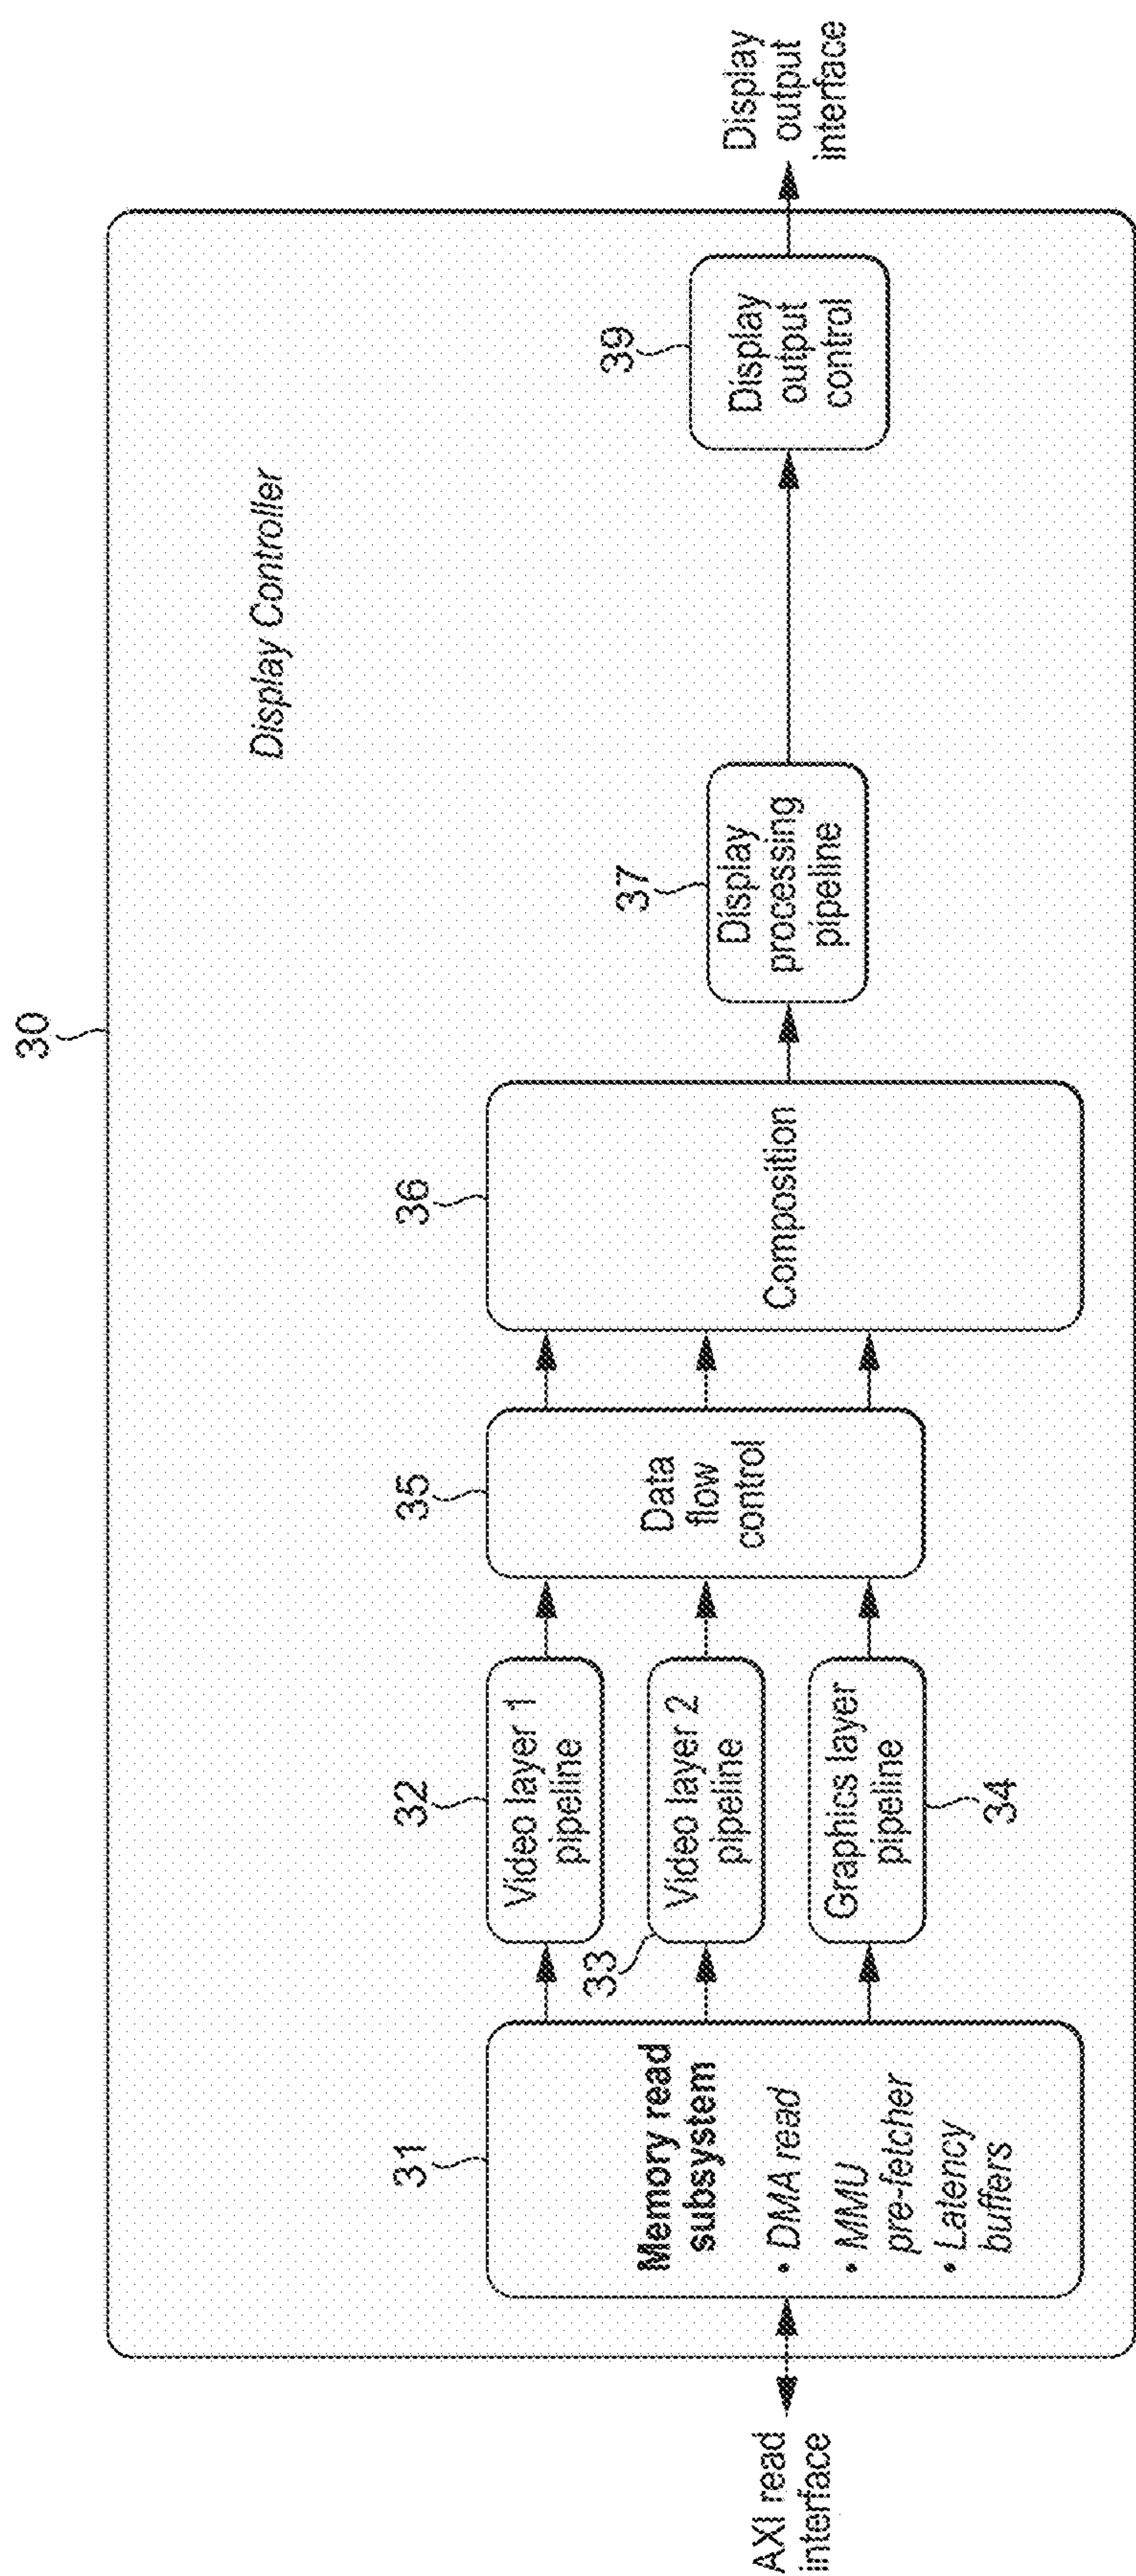 30
Display Controller
AXI read
interface
31
Memory read
subsystem
• DMA read
• MMU
pre-fetcher
• Latency
buffers
32
Video layer 1
pipeline
33
Video layer 2
pipeline
Graphics layer
pipeline
34
35
Data
flow
control
36
Composition
37
Display
processing
pipeline
39
Display
output
control
Display
output
interface